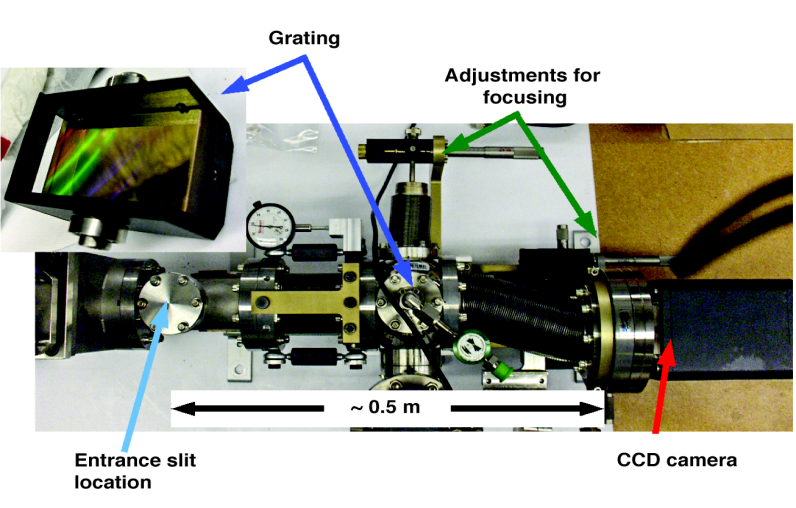 Grating
Adjustments for
focusing
~ 0.5 m
Entrance slit
location
CCD camera